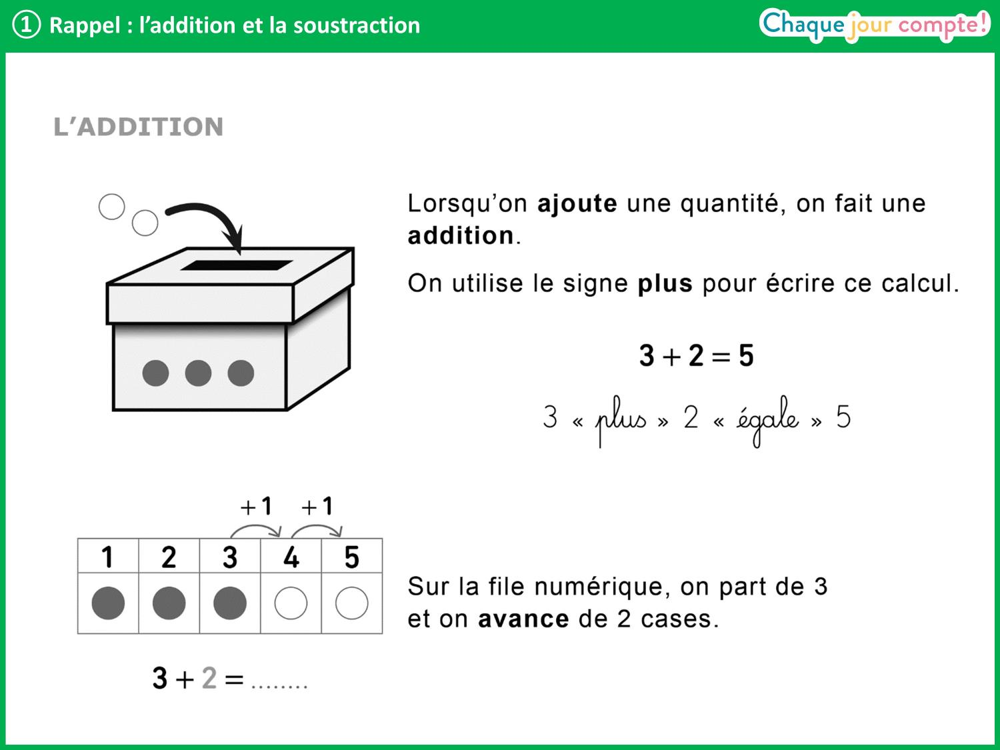 ① Rappel : l’addition et la soustraction
Chaque jour compte!
L’ADDITION
Lorsqu’on ajoute une quantité, on fait une
addition.
On utilise le signe plus pour écrire ce calcul.
3 + 2 = 5
3 « plus » 2 « égale » 5
+1 +1
1 2 3 4 5
Sur la file numérique, on part de 3
et on avance de 2 cases.
3 + 2 = ........